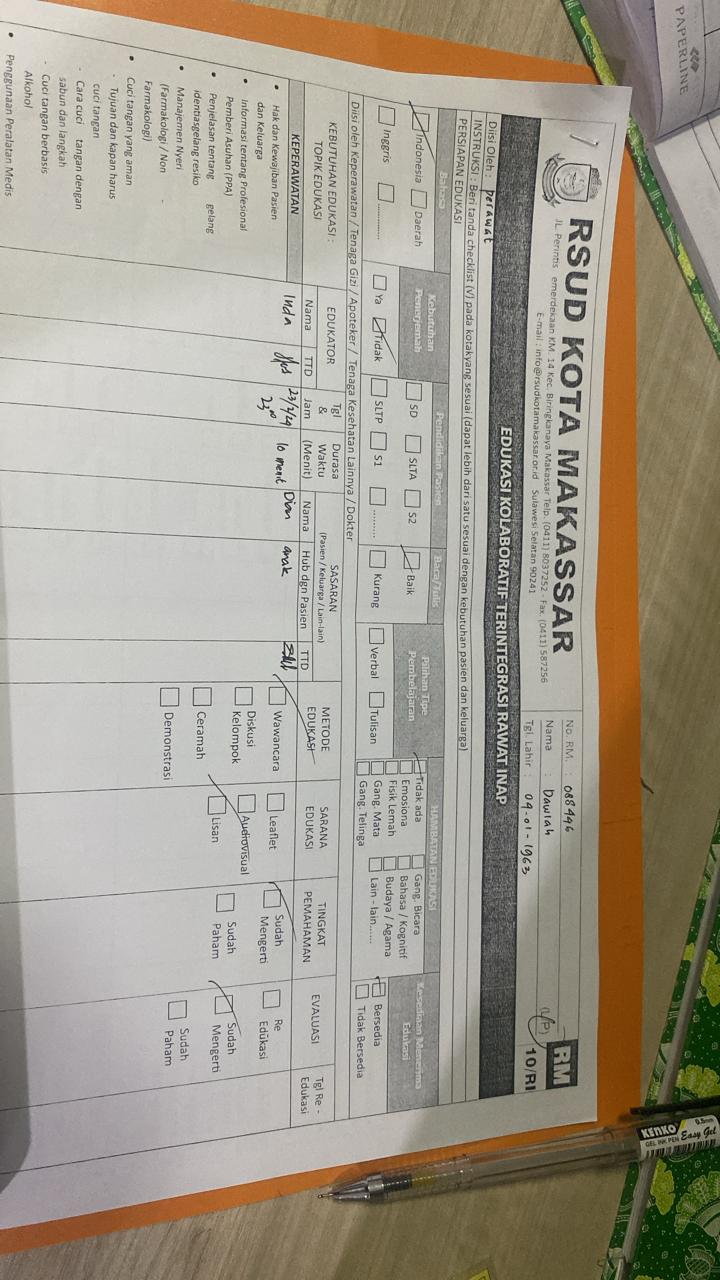 RSUD KOTA MAKASSAR
JL. Perintis emerdekaan KM. 14 Kec. Biringkanaya Makassar Telp. (0411) 8037252 - Fax. (0411) 587256
E-mail : info@rsudkotamakassar.or.id Sulawesi Selatan 90241
No. RM. : 088446
Nama : Dawiah (L/P)
Tgl. Lahir : 09-01-1963
RM
10/RI
EDUKASI KOLABORATIF TERINTEGRASI RAWAT INAP
Diisi Oleh : perawat
INSTRUKSI : Beri tanda checklist (√) pada kotakyang sesuai (dapat lebih dari satu sesuai dengan kebutuhan pasien dan keluarga)
PERSIAPAN EDUKASI
Bahasa
Indonesia
Daerah
Inggris
............
Kebutuhan Penerjemah
Ya
Tidak
Pendidikan Pasien
SD
SLTA
S2
SLTP
S1
.........
Baca/Tulis
Baik
Kurang
Pilihan Tipe Pembelajaran
Verbal
Tulisan
HAMBATAN EDUKASI
Tidak ada
Emosiona
Fisik Lemah
Gang. Mata
Gang. Telinga
Gang. Bicara
Bahasa / Kognitif
Budaya / Agama
Lain - lain......
Kesediaan Menerima Edukasi
Bersedia
Tidak Bersedia
Diisi oleh Keperawatan / Tenaga Gizi / Apoteker / Tenaga Kesehatan Lainnya / Dokter
KEBUTUHAN EDUKASI :
TOPIK EDUKASI
EDUKATOR
Nama
TTD
Tgl & Jam
Durasa Waktu (Menit)
SASARAN
(Pasien / Keluarga / Lain-lain)
Nama
Hub dgn Pasien
TTD
METODE EDUKASI
SARANA EDUKASI
TINGKAT PEMAHAMAN
EVALUASI
Tgl Re - Edukasi
KEPERAWATAN
• Hak dan Kewajiban Pasien
dan Keluarga
• Informasi tentang Profesional
Pemberi Asuhan (PPA)
• Penjelasan tentang gelang
identiasgelang resiko
• Manajemen Nyeri
(Farmakologi / Non -
Farmakologi)
• Cuci tangan yang aman
- Tujuan dan kapan harus
cuci tangan
- Cara cuci tangan dengan
sabun dan langkah
- Cuci tangan berbasis
Alkohol
• Penggunaan Peralatan Medis
Inda
23/7/24
23.00
10 menit
Dian
anak
Wawancara
Diskusi Kelompok
Ceramah
Demonstrasi
Leaflet
Audiovisual
Lisan
Sudah Mengerti
Sudah Paham
Re Edukasi
Sudah Mengerti
Sudah Paham
PAPERLINE
KENKO
0.5mm
Easy Gel
GEL INK PEN